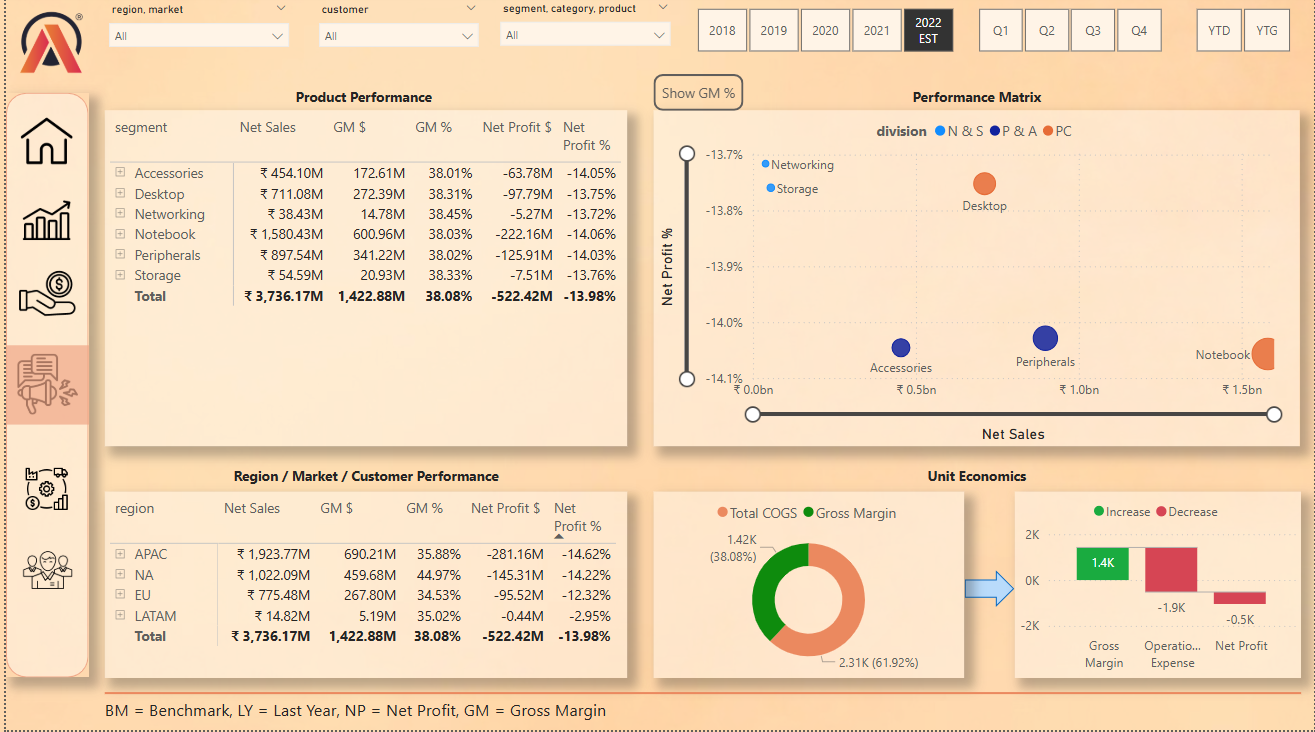 region, market customer segment, category, product
All All All
2018 2019 2020 2021 2022 EST Q1 Q2 Q3 Q4 YTD YTG
Product Performance
segment Net Sales GM $ GM % Net Profit $ Net Profit %
Accessories ₹ 454.10M 172.61M 38.01% -63.78M -14.05%
Desktop ₹ 711.08M 272.39M 38.31% -97.79M -13.75%
Networking ₹ 38.43M 14.78M 38.45% -5.27M -13.72%
Notebook ₹ 1,580.43M 600.96M 38.03% -222.16M -14.06%
Peripherals ₹ 897.54M 341.22M 38.02% -125.91M -14.03%
Storage ₹ 54.59M 20.93M 38.33% -7.51M -13.76%
Total ₹ 3,736.17M 1,422.88M 38.08% -522.42M -13.98%
Show GM %
Performance Matrix
division N & S P & A PC
Net Profit %
-13.7%
-13.8%
-13.9%
-14.0%
-14.1%
Networking
Storage
Desktop
Accessories
Peripherals
Notebook
₹ 0.0bn ₹ 0.5bn ₹ 1.0bn ₹ 1.5bn
Net Sales
Region / Market / Customer Performance
region Net Sales GM $ GM % Net Profit $ Net Profit %
APAC ₹ 1,923.77M 690.21M 35.88% -281.16M -14.62%
NA ₹ 1,022.09M 459.68M 44.97% -145.31M -14.22%
EU ₹ 775.48M 267.80M 34.53% -95.52M -12.32%
LATAM ₹ 14.82M 5.19M 35.02% -0.44M -2.95%
Total ₹ 3,736.17M 1,422.88M 38.08% -522.42M -13.98%
Unit Economics
Total COGS Gross Margin
1.42K
(38.08%)
2.31K (61.92%)
Increase Decrease
2K
0K
-2K
1.4K
-1.9K
-0.5K
Gross Margin
Operatio... Expense
Net Profit
BM = Benchmark, LY = Last Year, NP = Net Profit, GM = Gross Margin